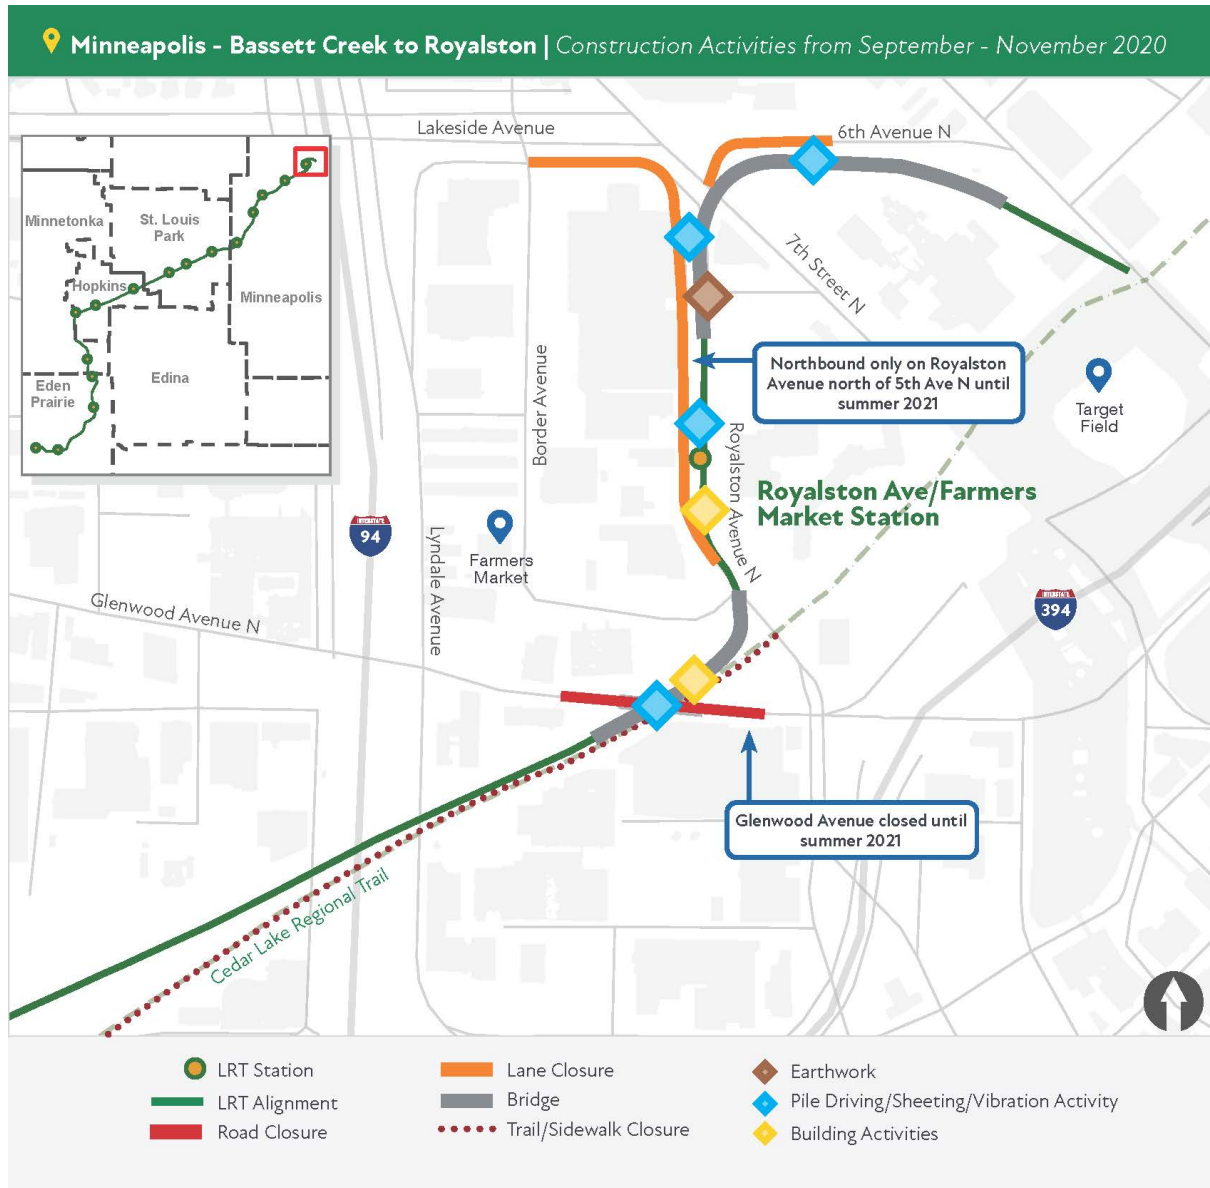 Minneapolis - Bassett Creek to Royalston | Construction Activities from September - November 2020
Lakeside Avenue
6th Avenue N
7th Street N
Minnetonka
St. Louis
Park
Hopkins
Minneapolis
Eden
Prairie
Edina
Northbound only on Royalston
Avenue north of 5th Ave N until
summer 2021
Target
Field
Border Avenue
Royalston Avenue N
Royalston Ave/Farmers
Market Station
INTERSTATE
94
Farmers
Market
Lyndale Avenue
INTERSTATE
394
Glenwood Avenue N
Glenwood Avenue closed until
summer 2021
Cedar Lake Regional Trail
LRT Station
LRT Alignment
Road Closure
Lane Closure
Bridge
Trail/Sidewalk Closure
Earthwork
Pile Driving/Sheeting/Vibration Activity
Building Activities